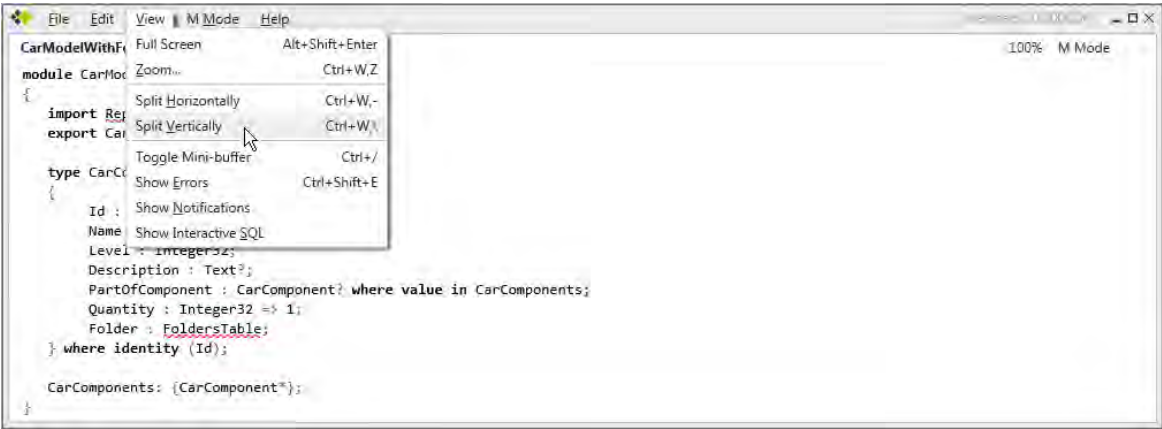 File Edit View M Mode Help
CarModelWithF
100% M Mode
Full Screen Alt+Shift+Enter
Zoom... Ctrl+W,Z
Split Horizontally Ctrl+W,-
Split Vertically Ctrl+W,\
Toggle Mini-buffer Ctrl+/
Show Errors Ctrl+Shift+E
Show Notifications
Show Interactive SQL
module CarMod
{
import Rep
export Car
type CarCo
{
Id :
Name
Level : Integer32;
Description : Text?;
PartOfComponent : CarComponent? where value in CarComponents;
Quantity : Integer32 => 1;
Folder : FoldersTable;
} where identity (Id);
CarComponents: {CarComponent*};
}